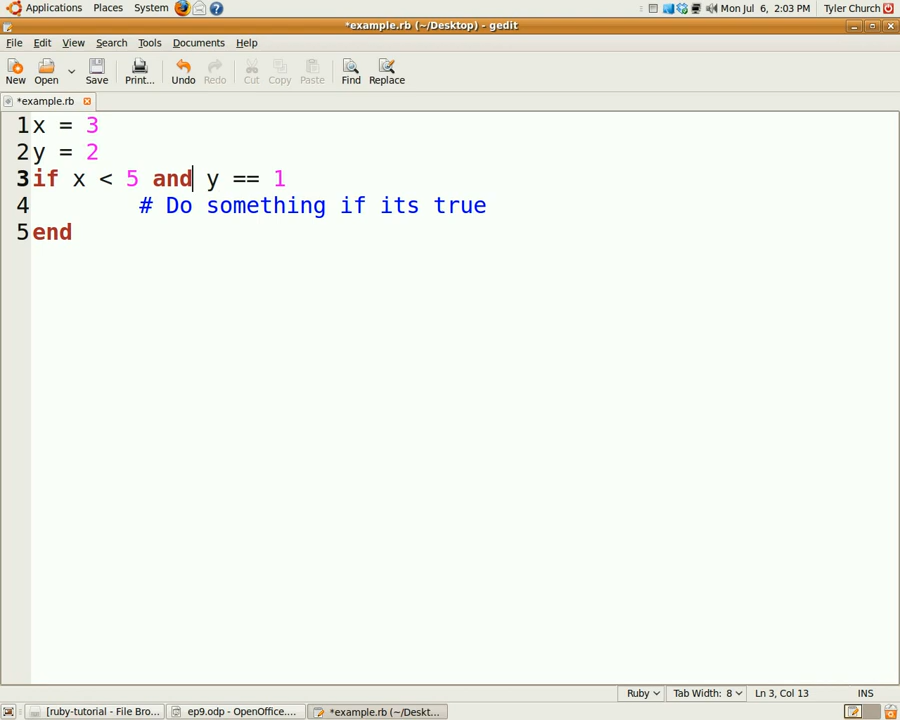 Applications Places System Mon Jul 6, 2:03 PM Tyler Church
*example.rb (~/Desktop) - gedit
File Edit View Search Tools Documents Help
New Open Save Print... Undo Redo Cut Copy Paste Find Replace
*example.rb
1 x = 3
2 y = 2
3 if x < 5 and y == 1
4 # Do something if its true
5 end
Ruby Tab Width: 8 Ln 3, Col 13 INS
[ruby-tutorial - File Bro... ep9.odp - OpenOffice.... *example.rb (~/Deskt...